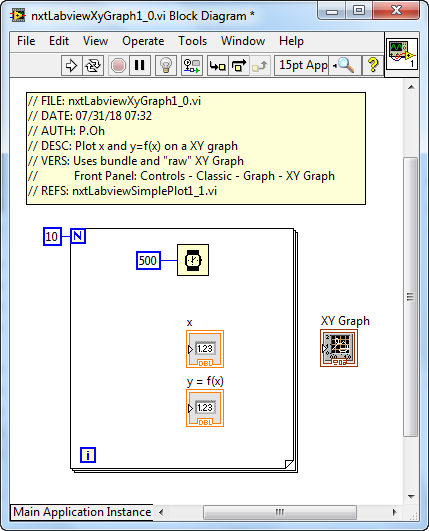 nxtLabviewXyGraph1_0.vi Block Diagram *
File Edit View Operate Tools Window Help
15pt App
1
// FILE: nxtLabviewXyGraph1_0.vi
// DATE: 07/31/18 07:32
// AUTH: P.Oh
// DESC: Plot x and y=f(x) on a XY graph
// VERS: Uses bundle and "raw" XY Graph
// Front Panel: Controls - Classic - Graph - XY Graph
// REFS: nxtLabviewSimplePlot1_1.vi
10 N
500
x
XY Graph
1.23
DBL
y = f(x)
1.23
DBL
i
Main Application Instance